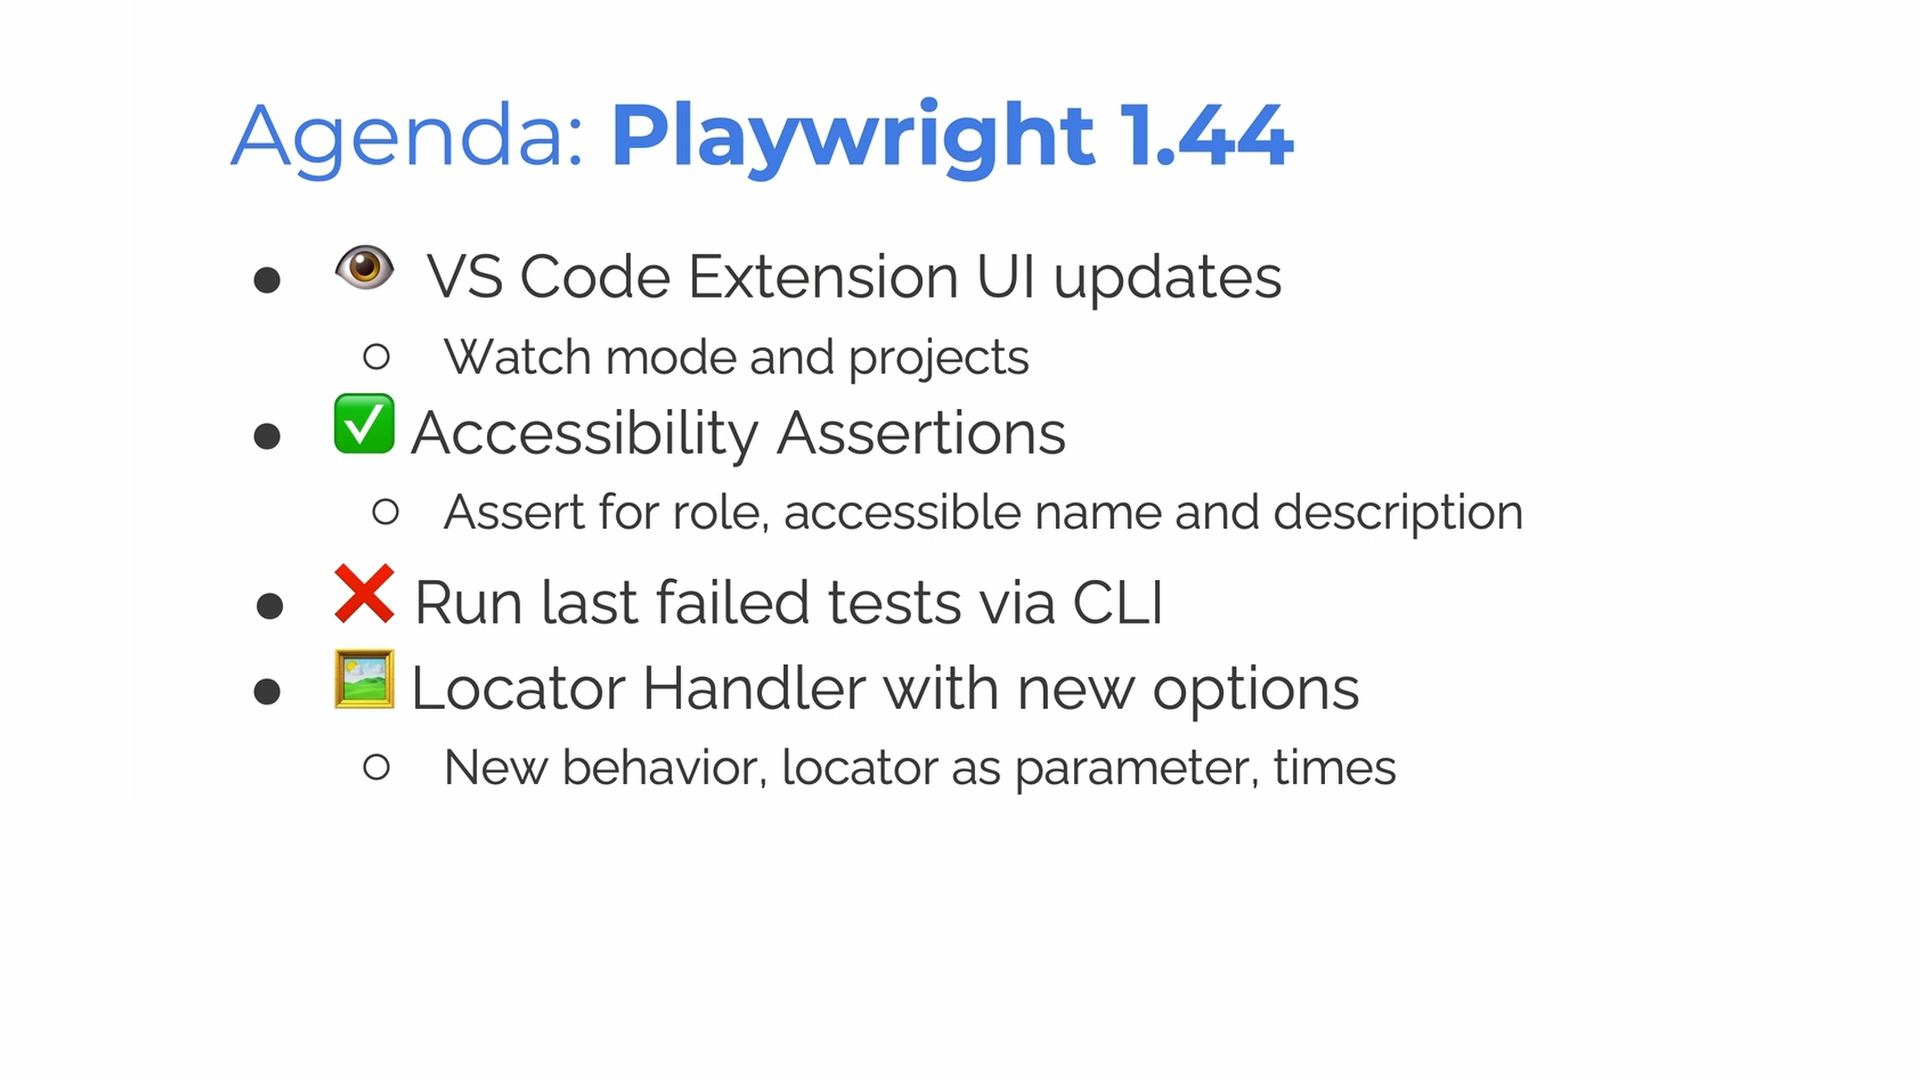 Agenda: Playwright 1.44
● 👁️ VS Code Extension UI updates
○ Watch mode and projects
● ✅ Accessibility Assertions
○ Assert for role, accessible name and description
● ❌ Run last failed tests via CLI
● 🖼️ Locator Handler with new options
○ New behavior, locator as parameter, times